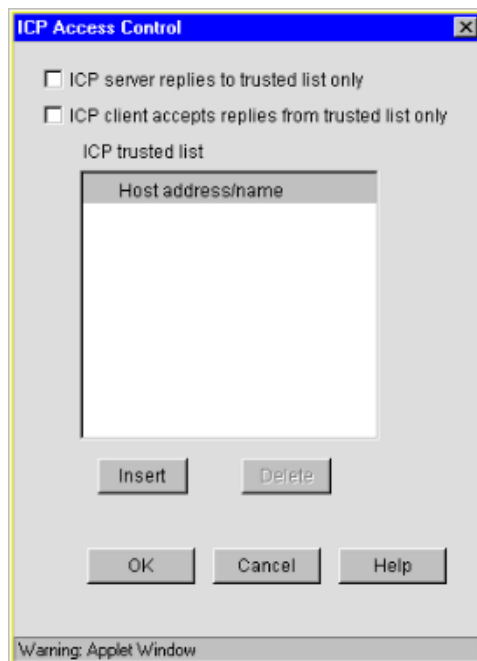 ICP Access Control
ICP server replies to trusted list only
ICP client accepts replies from trusted list only
ICP trusted list
Host address/name
Insert Delete
OK Cancel Help
Warning: Applet Window